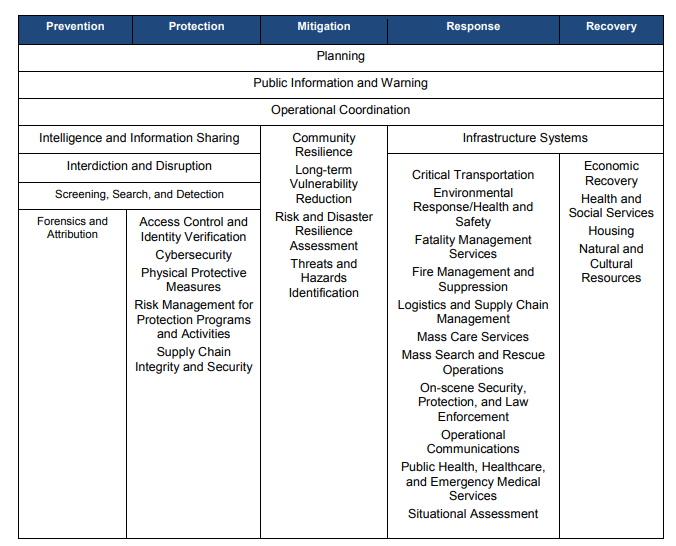 Prevention Protection Mitigation Response Recovery
Planning
Public Information and Warning
Operational Coordination
Intelligence and Information Sharing
Interdiction and Disruption
Screening, Search, and Detection
Forensics and
Attribution
Access Control and
Identity Verification
Cybersecurity
Physical Protective
Measures
Risk Management for
Protection Programs
and Activities
Supply Chain
Integrity and Security
Community
Resilience
Long-term
Vulnerability
Reduction
Risk and Disaster
Resilience
Assessment
Threats and
Hazards
Identification
Infrastructure Systems
Critical Transportation
Environmental
Response/Health and
Safety
Fatality Management
Services
Fire Management and
Suppression
Logistics and Supply Chain
Management
Mass Care Services
Mass Search and Rescue
Operations
On-scene Security,
Protection, and Law
Enforcement
Operational
Communications
Public Health, Healthcare,
and Emergency Medical
Services
Situational Assessment
Economic
Recovery
Health and
Social Services
Housing
Natural and
Cultural
Resources